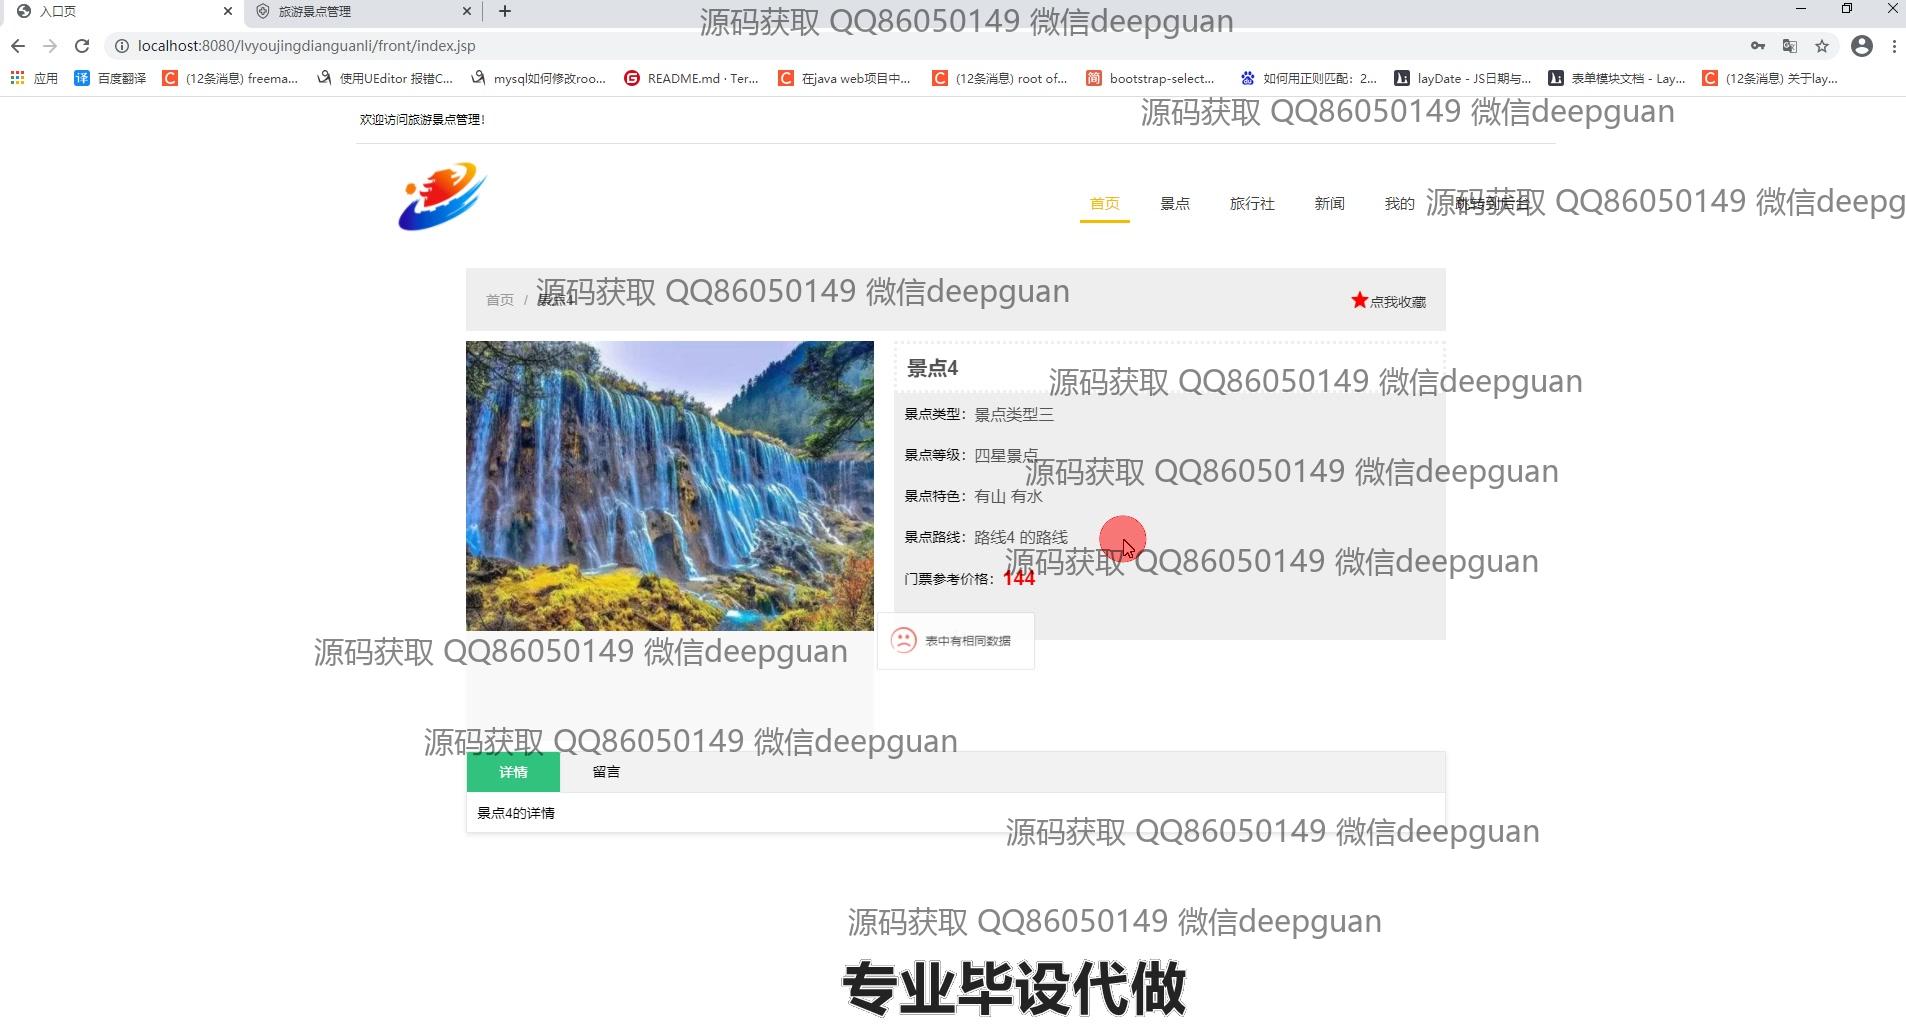 入口页
旅游景点管理
源码获取 QQ86050149 微信deepguan
localhost:8080/lvyoujingdianguanli/front/index.jsp
应用
百度翻译
(12条消息) freema...
使用UEditor 报错C...
mysql如何修改roo...
README.md · Ter...
在java web项目中...
(12条消息) root of...
bootstrap-select...
如何用正则匹配：2...
layDate - JS日期与...
表单模块文档 - Lay...
(12条消息) 关于lay...
源码获取 QQ86050149 微信deepguan
欢迎访问旅游景点管理!
首页 景点 旅行社 新闻 我的 跳转到后台
源码获取 QQ86050149 微信deepg
首页 / 景点4
源码获取 QQ86050149 微信deepguan
点我收藏
景点4
源码获取 QQ86050149 微信deepguan
景点类型：景点类型三
景点等级：四星景点
源码获取 QQ86050149 微信deepguan
景点特色：有山 有水
景点路线：路线4 的路线
源码获取 QQ86050149 微信deepguan
门票参考价格：144
表中有相同数据
源码获取 QQ86050149 微信deepguan
源码获取 QQ86050149 微信deepguan
详情 留言
景点4的详情
源码获取 QQ86050149 微信deepguan
源码获取 QQ86050149 微信deepguan
专业毕设代做